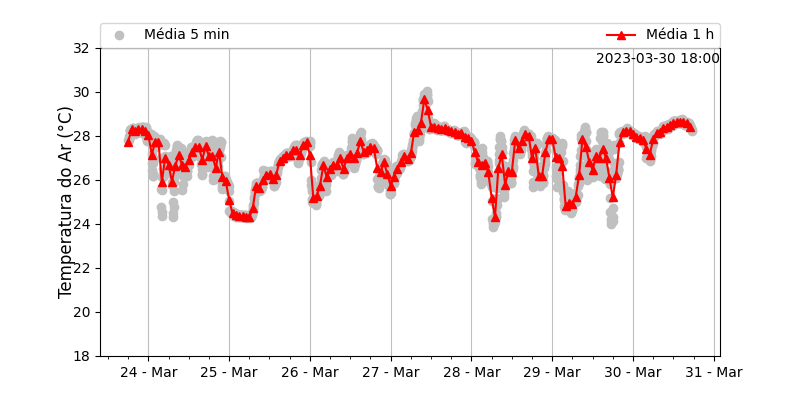 Média 5 min
Média 1 h
2023-03-30 18:00
Temperatura do Ar (°C)
32
30
28
26
24
22
20
18
24 - Mar
25 - Mar
26 - Mar
27 - Mar
28 - Mar
29 - Mar
30 - Mar
31 - Mar